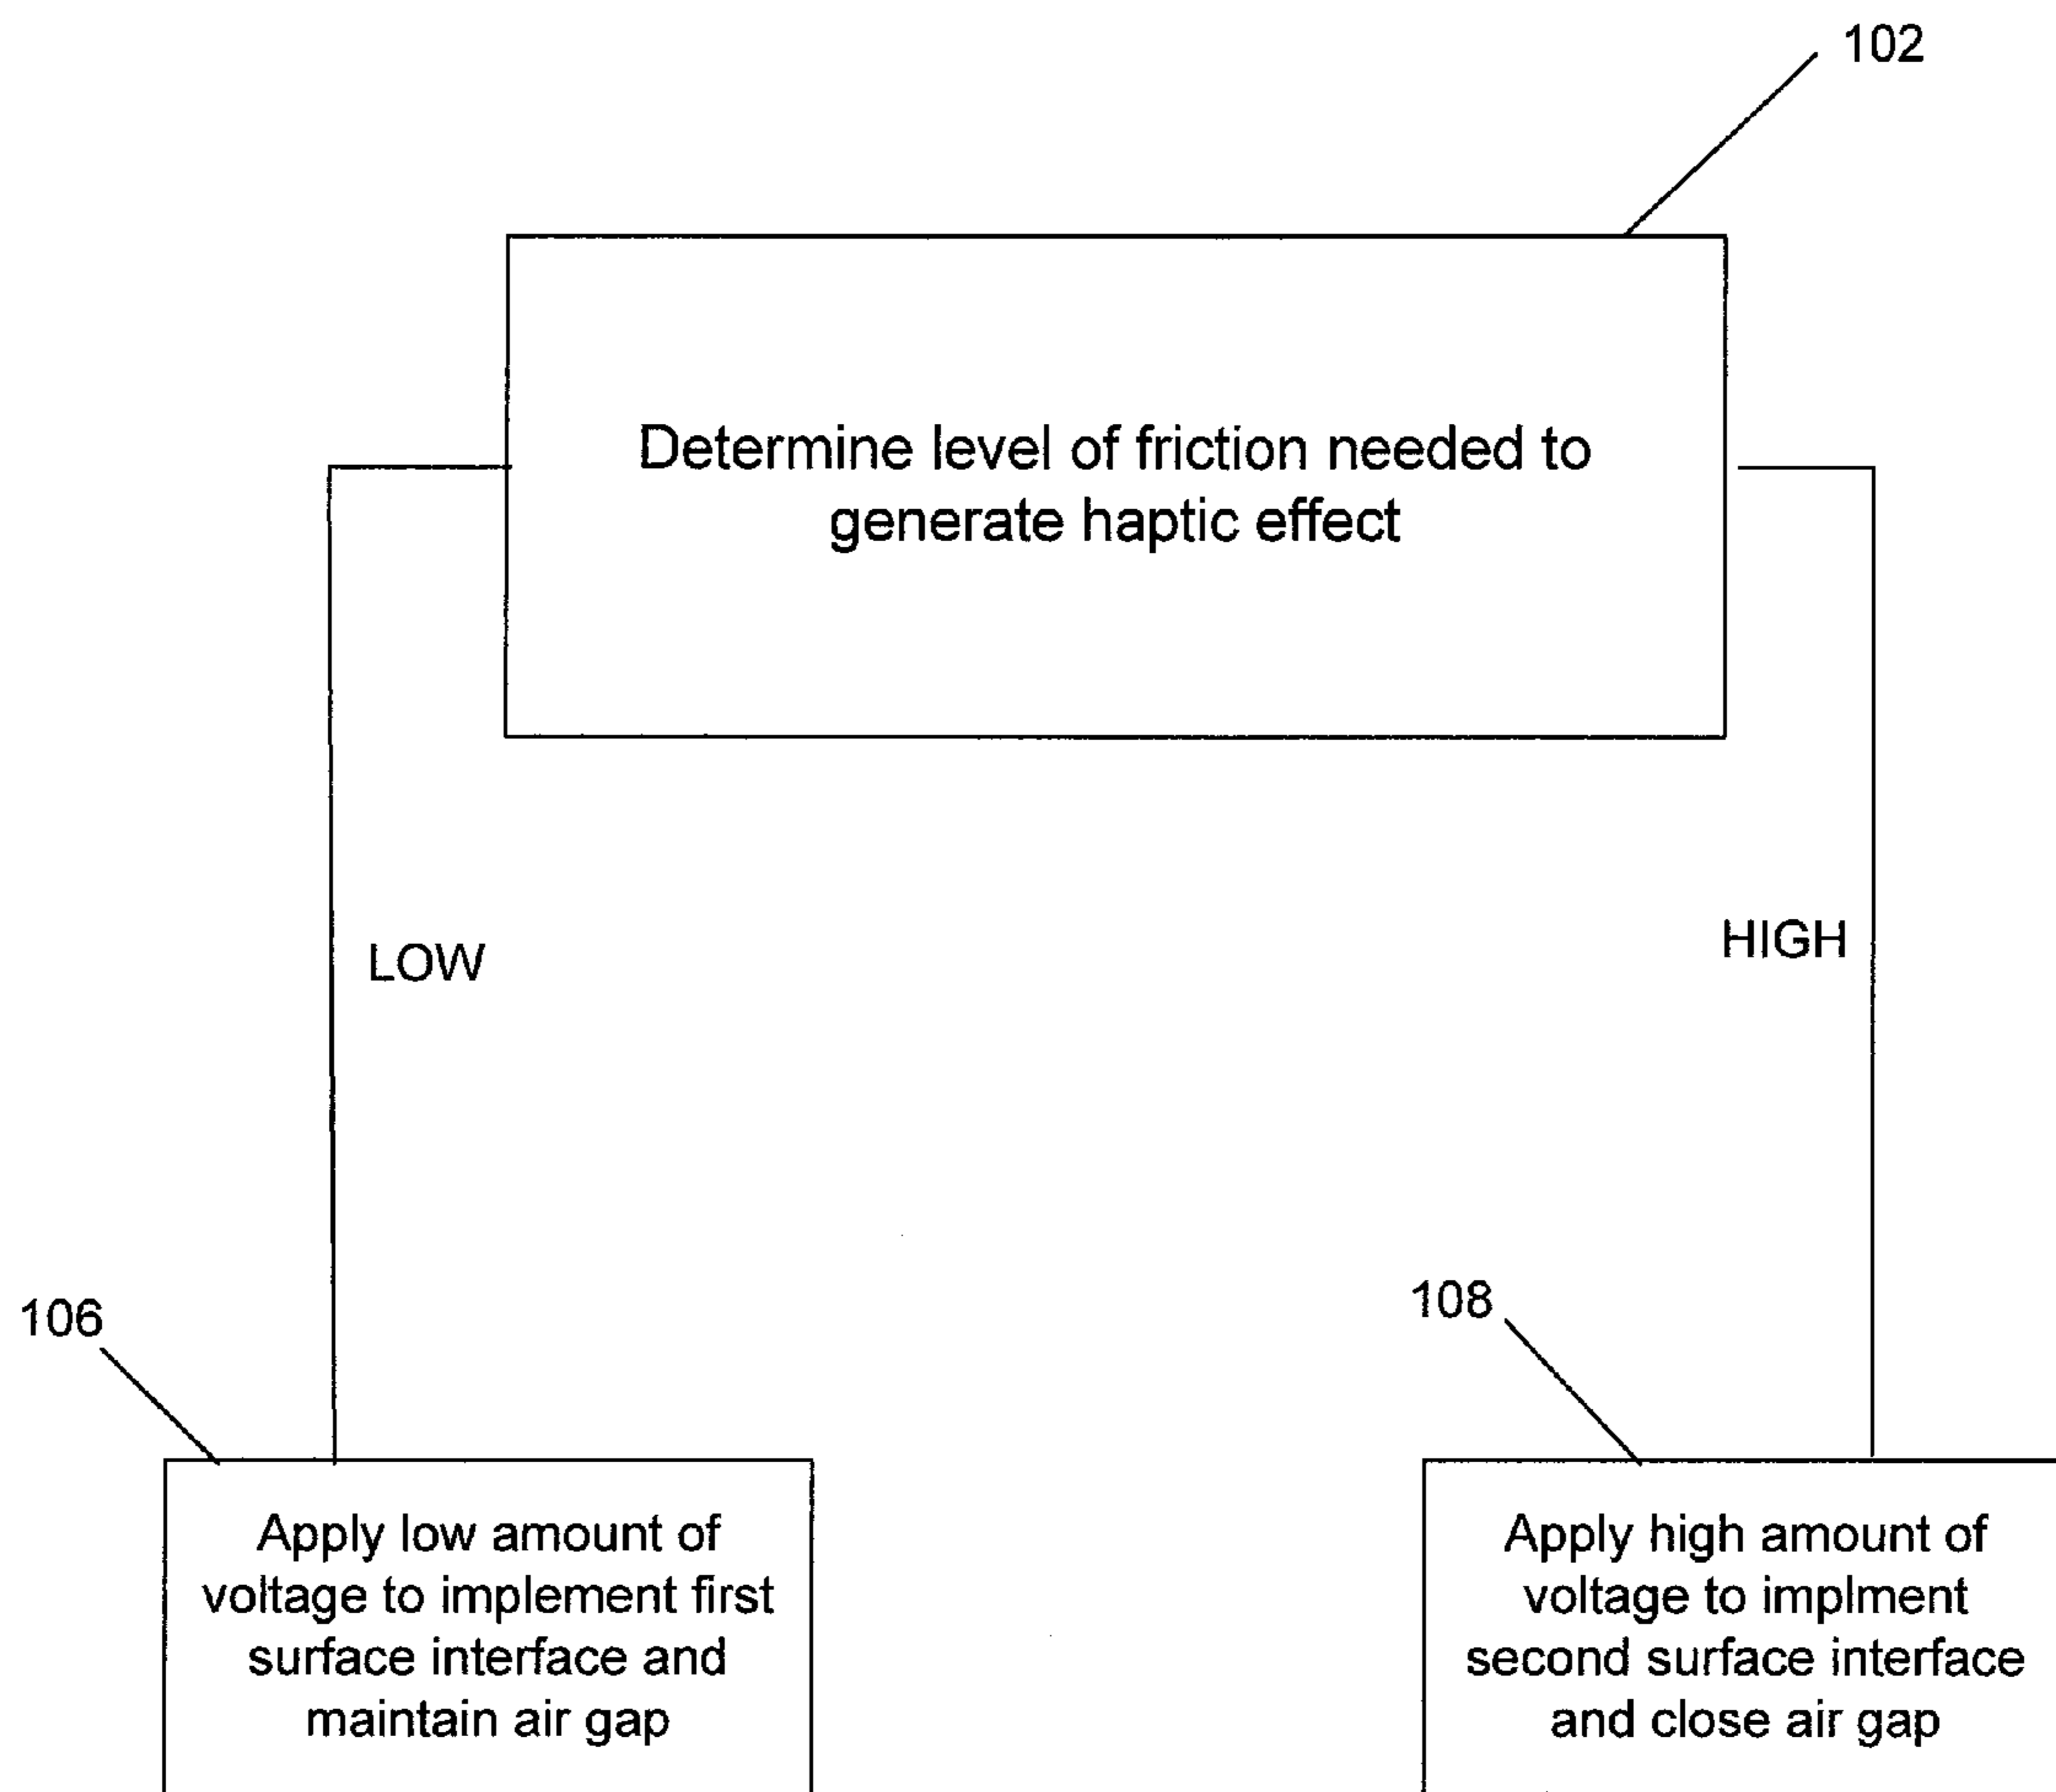 102
Determine level of friction needed to
generate haptic effect
LOW
HIGH
106
108
Apply low amount of
voltage to implement first
surface interface and
maintain air gap
Apply high amount of
voltage to implment
second surface interface
and close air gap